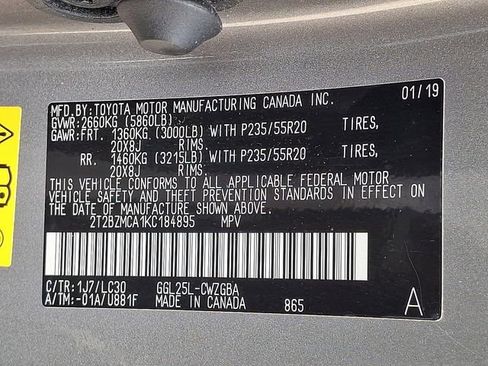 MFD.BY: TOYOTA MOTOR MANUFACTURING CANADA INC. 01/19
GVWR: 2660KG (5860LB)
GAWR: FRT. 1360KG (3000LB) WITH P235/55R20 TIRES,
20X8J RIMS.
RR. 1460KG (3215LB) WITH P235/55R20 TIRES,
20X8J RIMS.
THIS VEHICLE CONFORMS TO ALL APPLICABLE FEDERAL MOTOR
VEHICLE SAFETY AND THEFT PREVENTION STANDARDS IN EFFECT
ON THE DATE OF MANUFACTURE SHOWN ABOVE.
2T2BZMCA1KC184895 MPV
C/TR: 1J7/LC30 GGL25L-CWZGBA
A/TM: -01A/U881F MADE IN CANADA 865 A